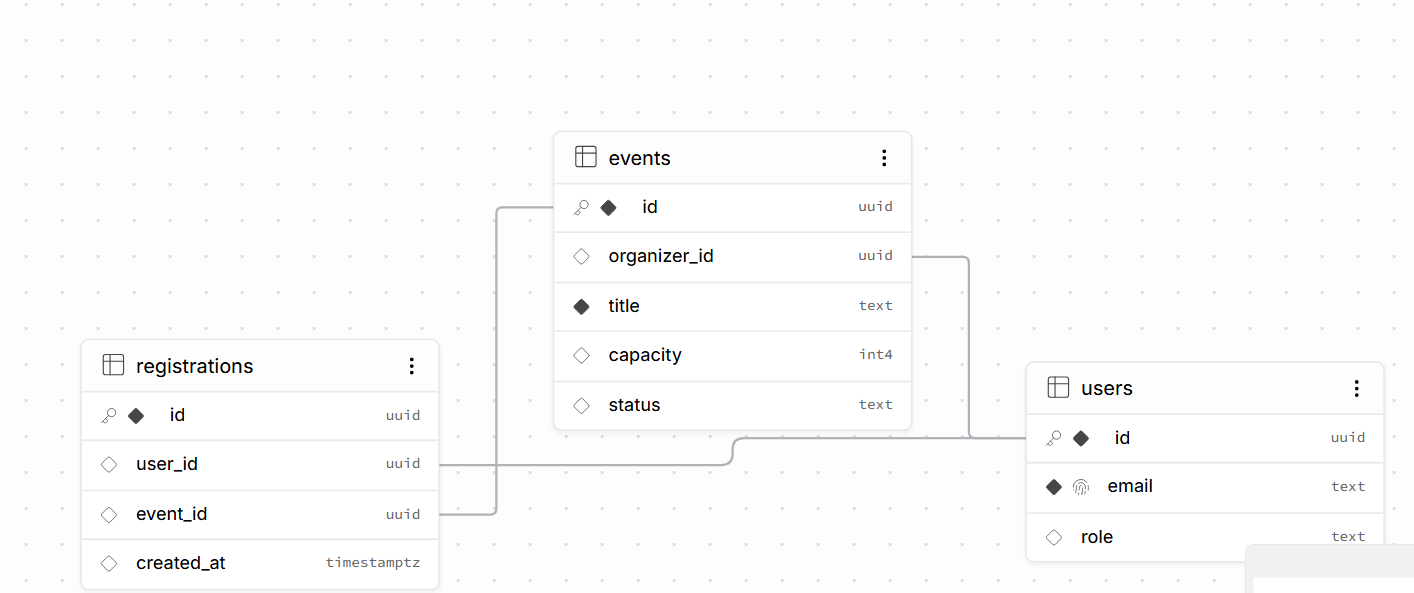 events
id uuid
organizer_id uuid
title text
capacity int4
status text
registrations
id uuid
user_id uuid
event_id uuid
created_at timestamptz
users
id uuid
email text
role text